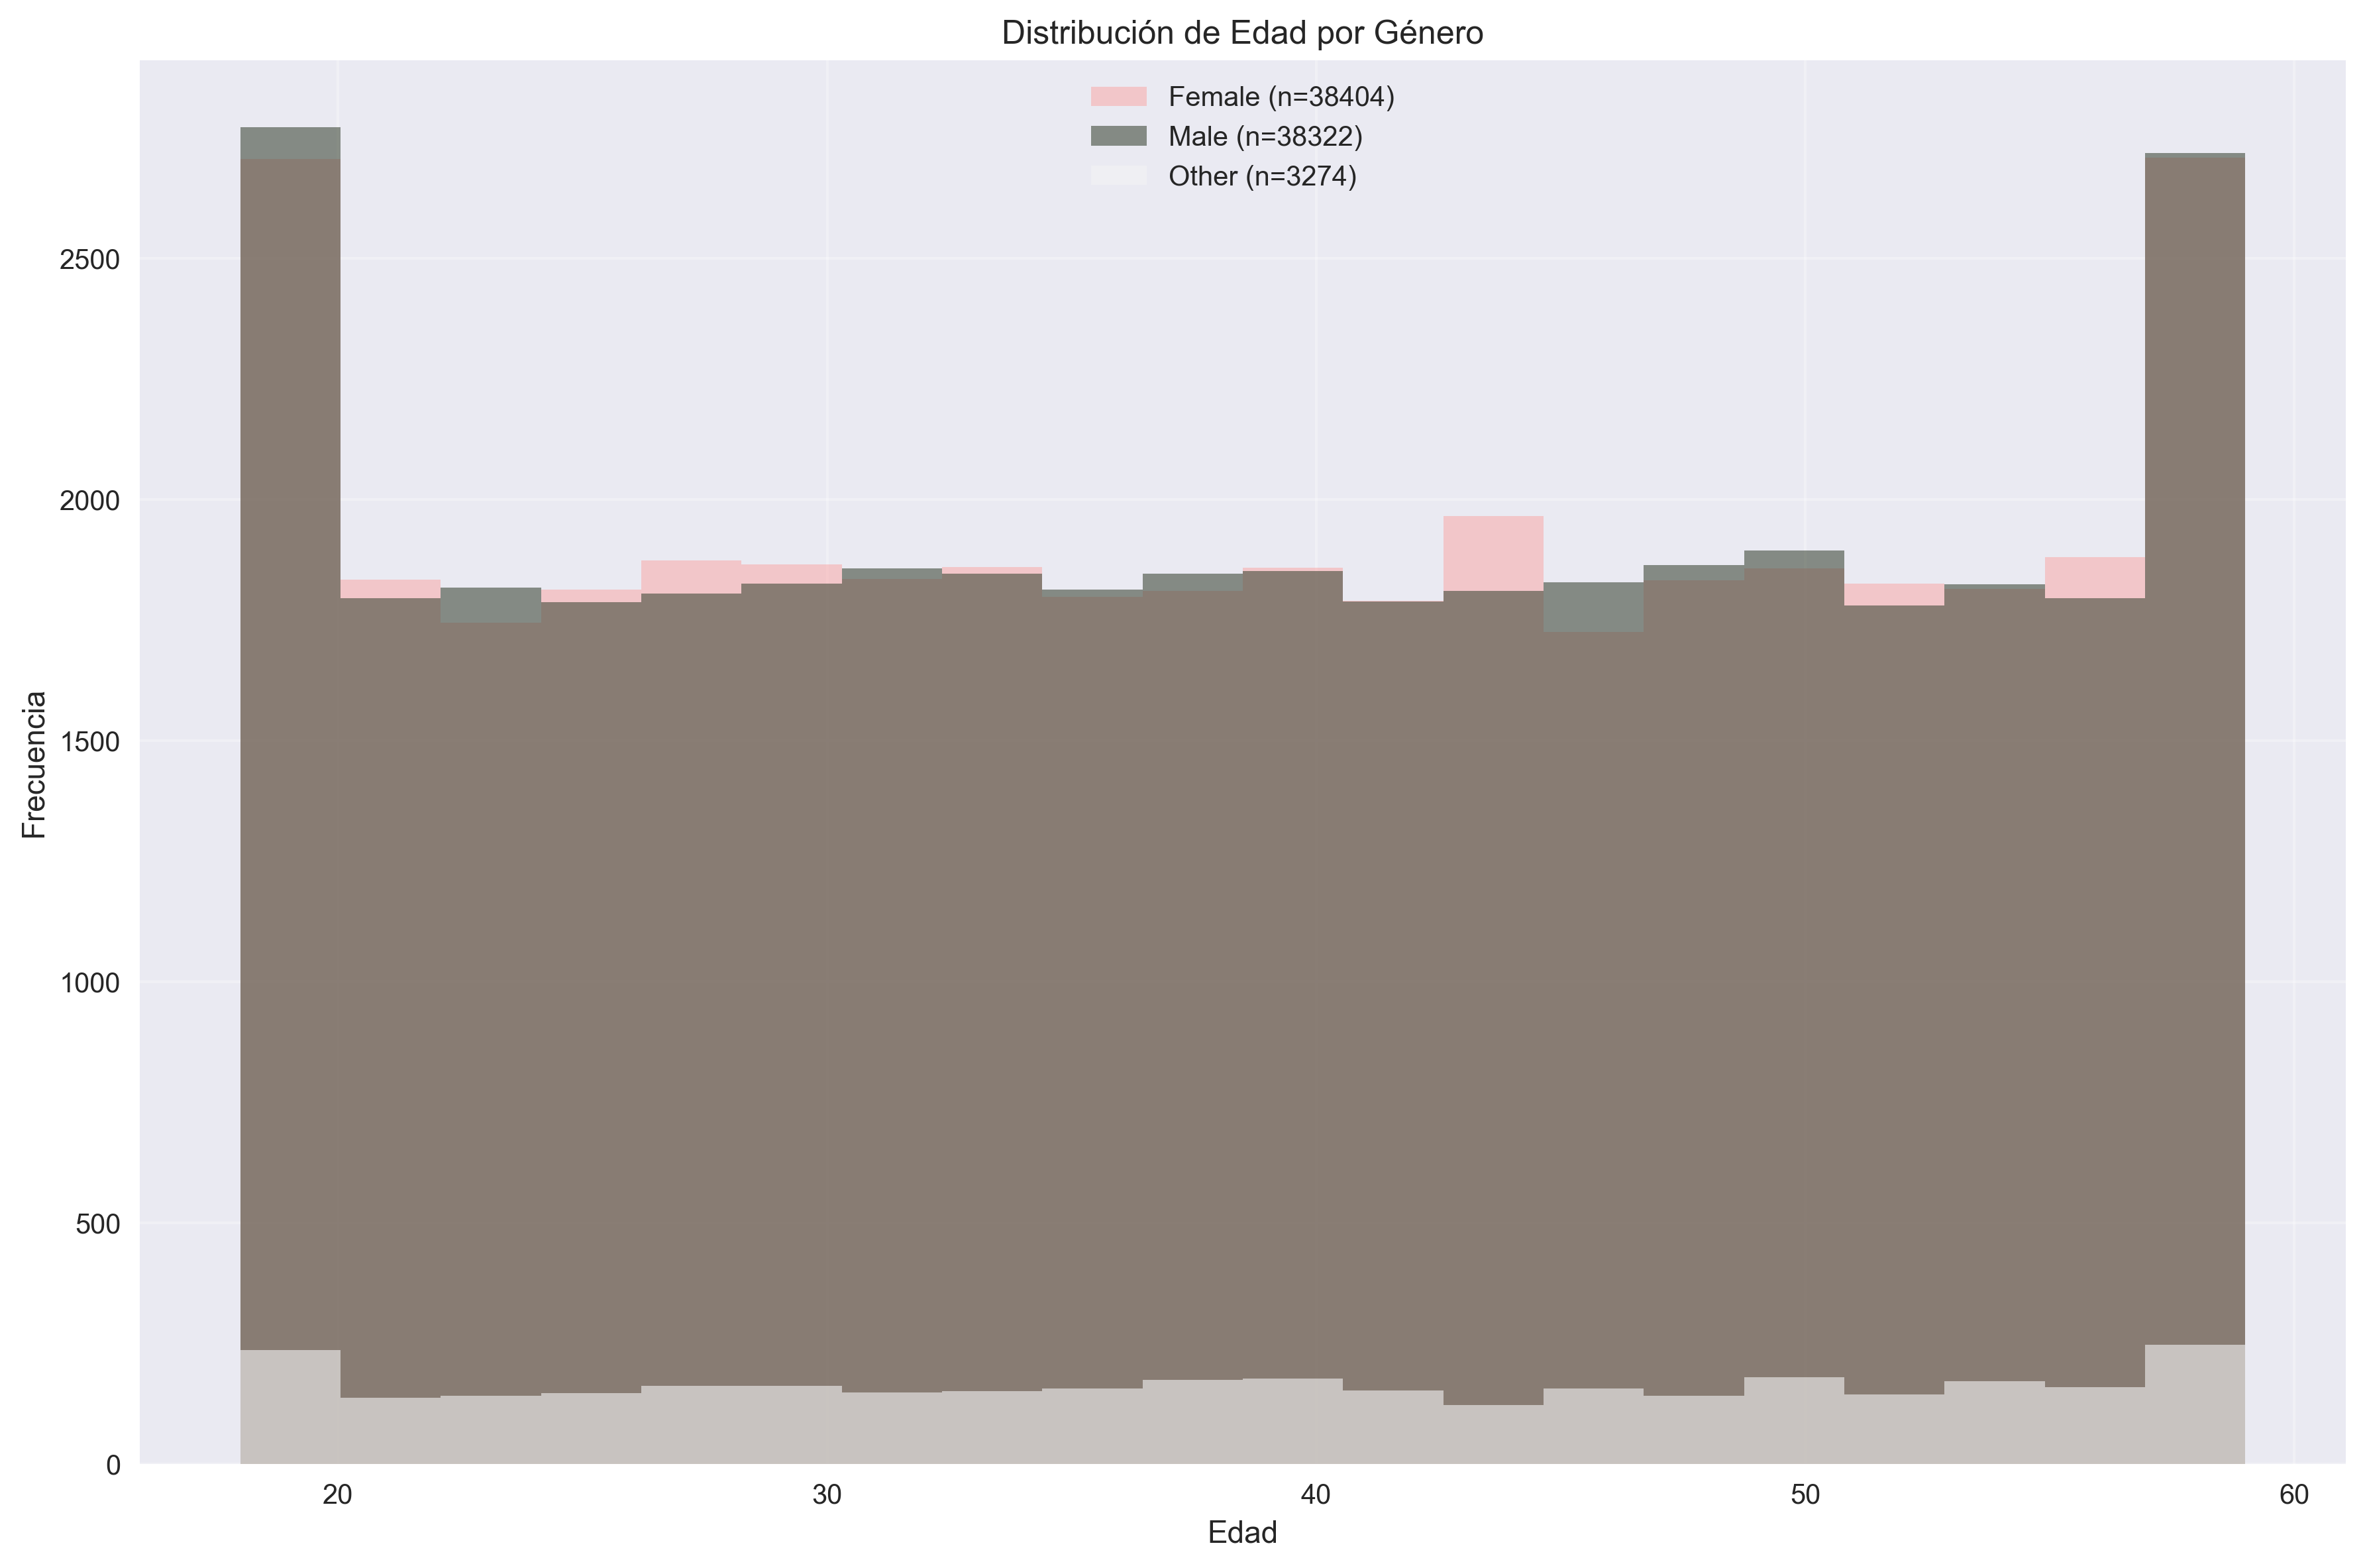 Distribución de Edad por Género
Female (n=38404)
Male (n=38322)
Other (n=3274)
2500
2000
1500
1000
500
0
Frecuencia
20 30 40 50 60
Edad